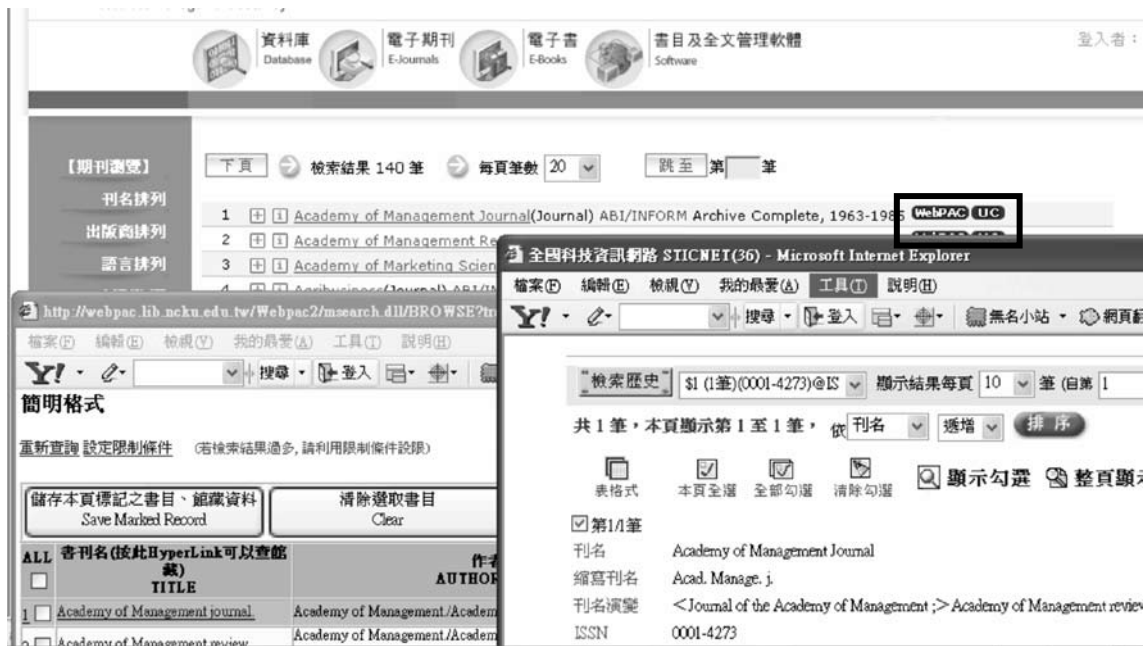 資料庫 Database
電子期刊 E-Journals
電子書 E-Books
書目及全文管理軟體 Software
登入者：
【期刊瀏覽】
刊名排列
出版商排列
語言排列
下頁 檢索結果 140 筆 每頁筆數 20 跳至 第 筆
1 Academy of Management Journal(Journal) ABI/INFORM Archive Complete, 1963-1985 WebPAC UC
2 Academy of Management Re
3 Academy of Marketing Scien
4 Agribusiness(Journal)
http://webpac.lib.ncku.edu.tw/Webpac2/msearch.dll/BROWSE?tr
檔案(F) 編輯(E) 檢視(V) 我的最愛(A) 工具(T) 說明(H)
Y! 搜尋 登入
簡明格式
重新查詢 設定限制條件 (若檢索結果過多, 請利用限制條件設限)
儲存本頁標記之書目、館藏資料
Save Marked Record
清除選取書目
Clear
ALL
書刊名(按此HyperLink可以查館藏)
TITLE
作者
AUTHOR
1 Academy of Management journal. Academy of Management./Academ
2 Academy of Management review. Academy of Management./Academ
全國科技資訊網路 STICNET(36) - Microsoft Internet Explorer
檔案(F) 編輯(E) 檢視(V) 我的最愛(A) 工具(T) 說明(H)
Y! 搜尋 登入 無名小站 網頁
檢索歷史 $1 (1筆)(0001-4273)@IS 顯示結果每頁 10 筆 (自第 1
共 1 筆，本頁顯示第 1 至 1 筆， 依 刊名 遞增 排序
表格式 本頁全選 全部勾選 清除勾選 顯示勾選 整頁顯示
第1/1筆
刊名 Academy of Management Journal
縮寫刊名 Acad. Manage. j.
刊名演變 <Journal of the Academy of Management ;> Academy of Management review
ISSN 0001-4273